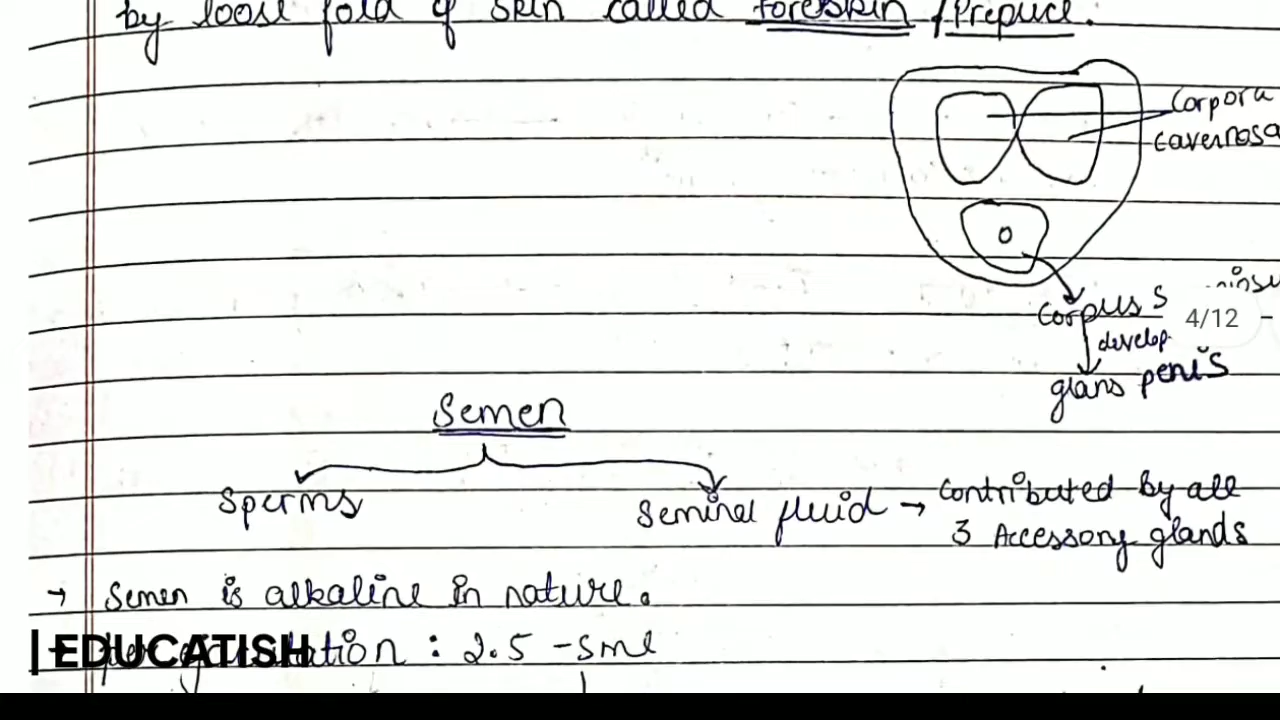 by loose fold of skin called foreskin / Prepuce.
Corpora
cavernosa
Corpus S
4/12
develop
glans penis
Semen
Sperms
Seminal fluid → Contributed by all
3 Accessory glands
→ Semen is alkaline in nature.
| EDUCATISH : 2.5 - 5ml